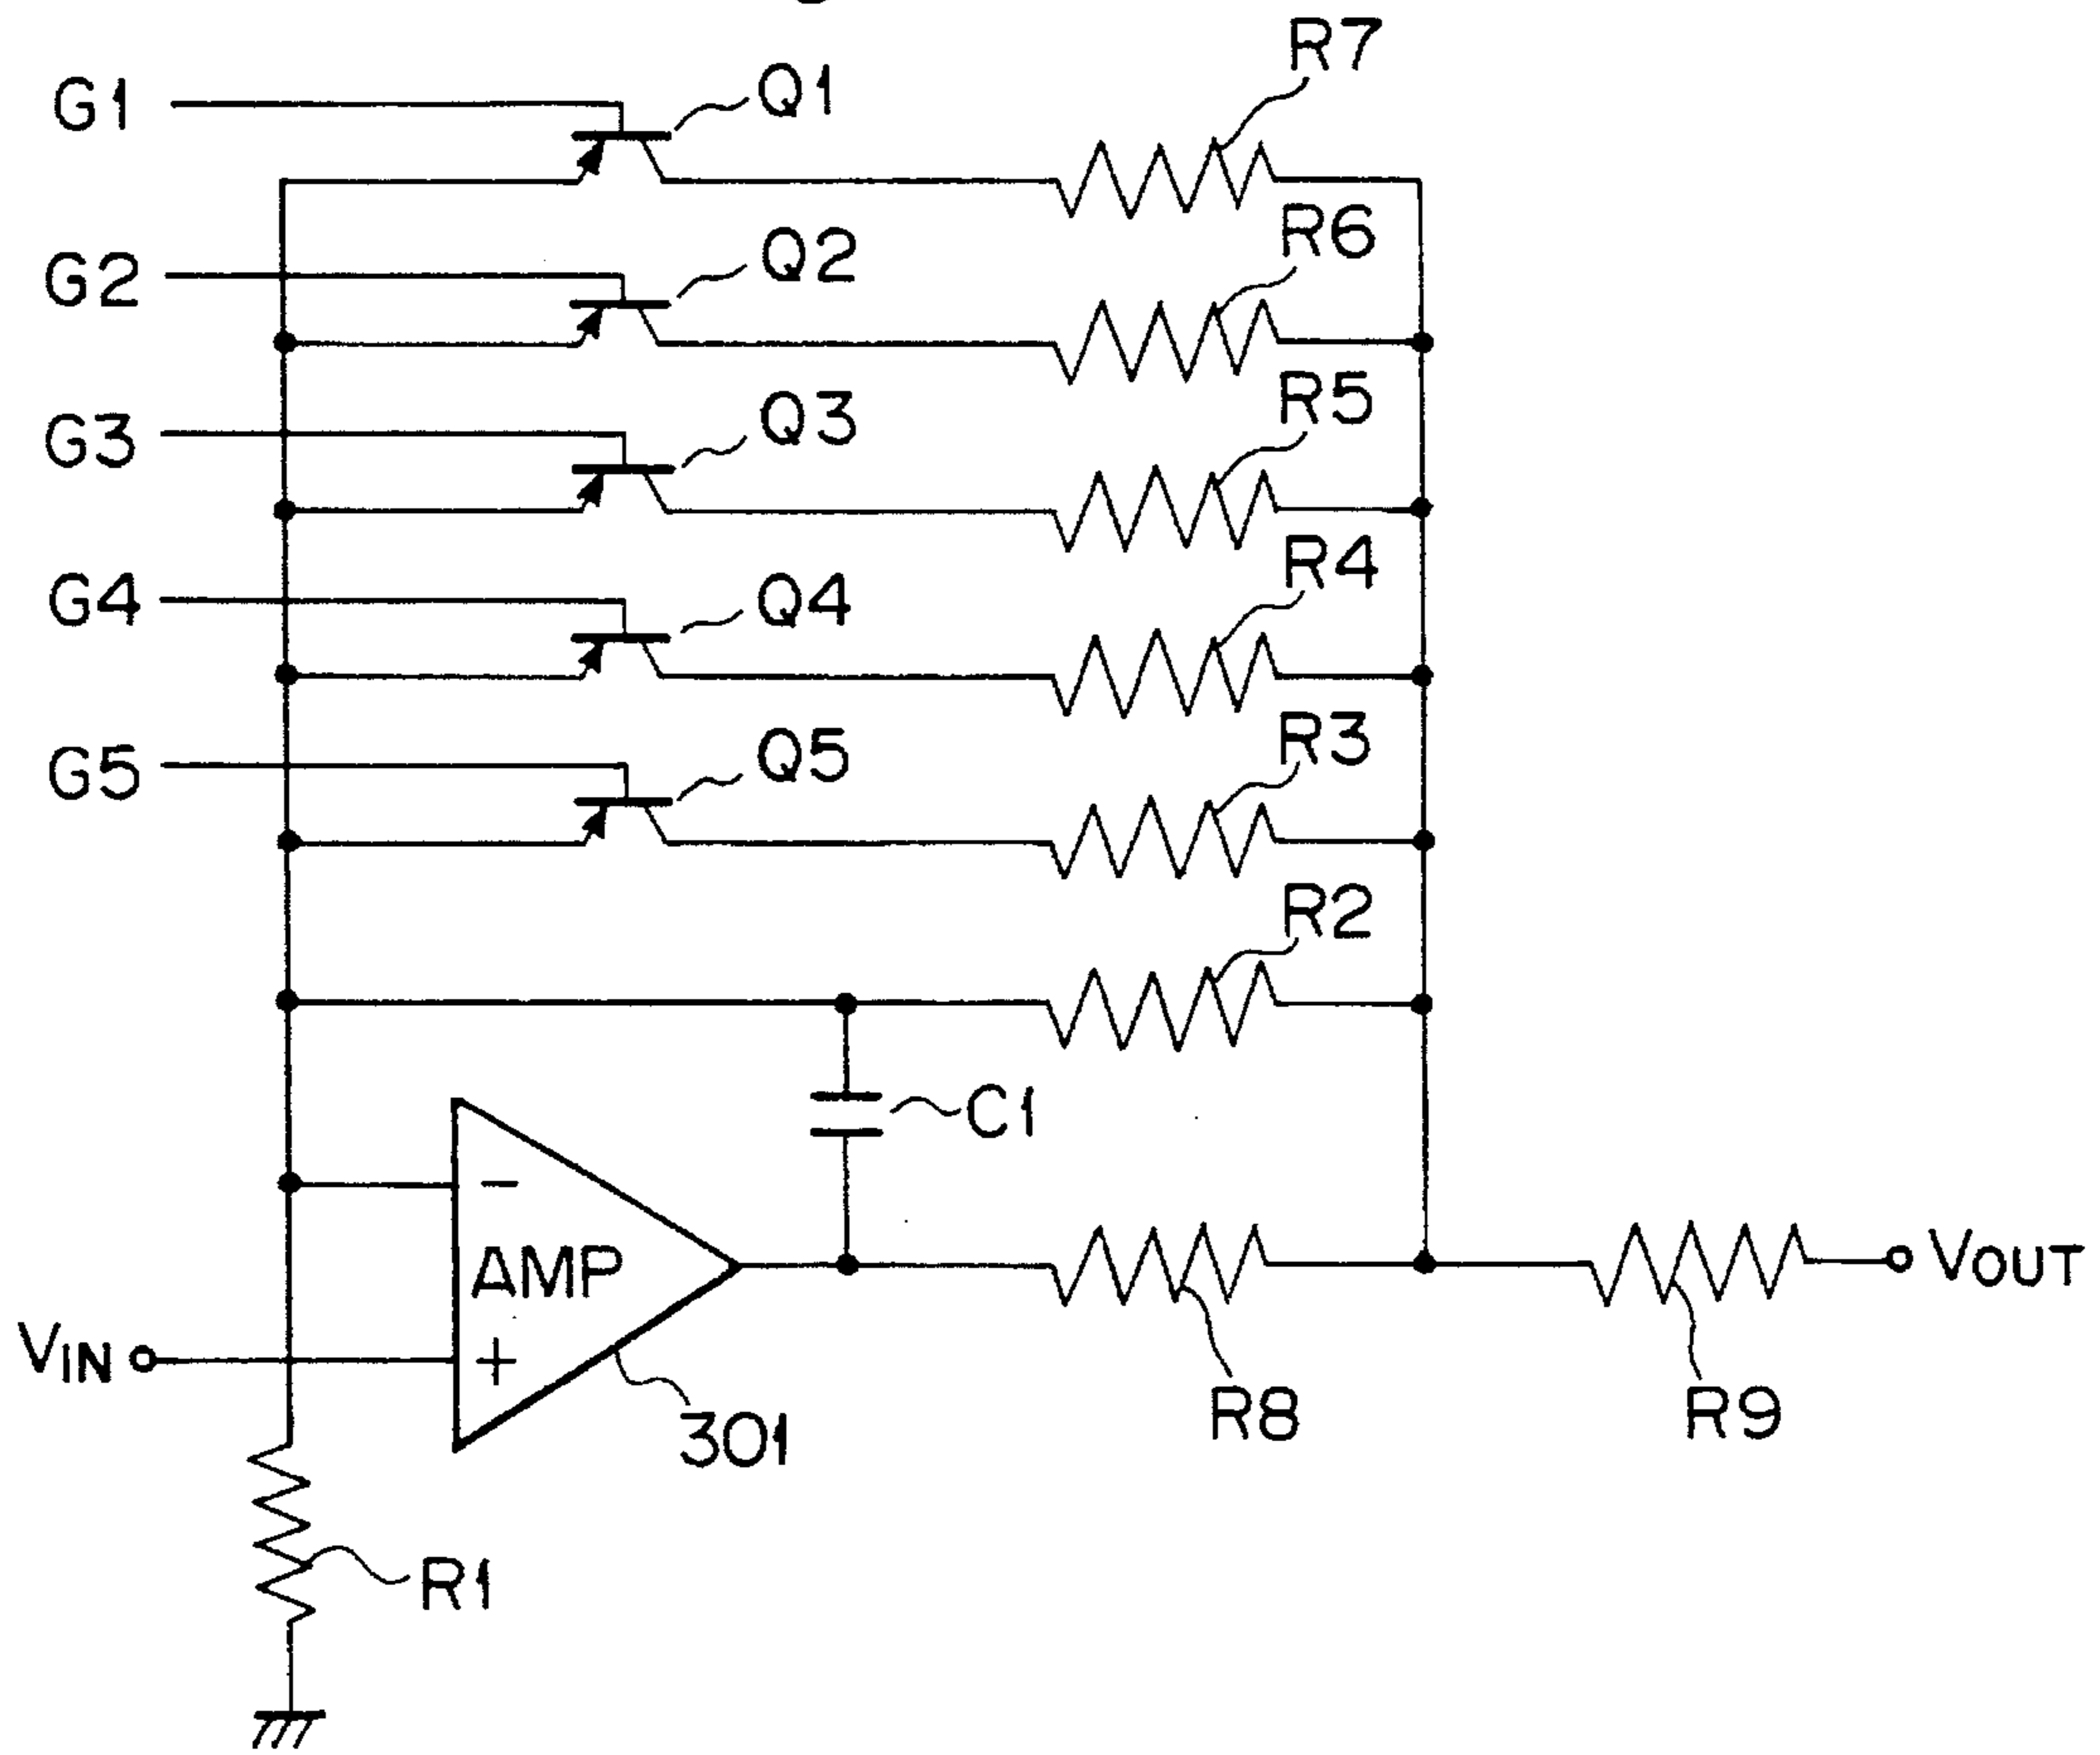 R7
G1
Q1
R6
G2
Q2
R5
G3
Q3
R4
G4
Q4
R3
G5
Q5
R2
C1
−
AMP
+
VIN
VOUT
301
R8
R9
R1